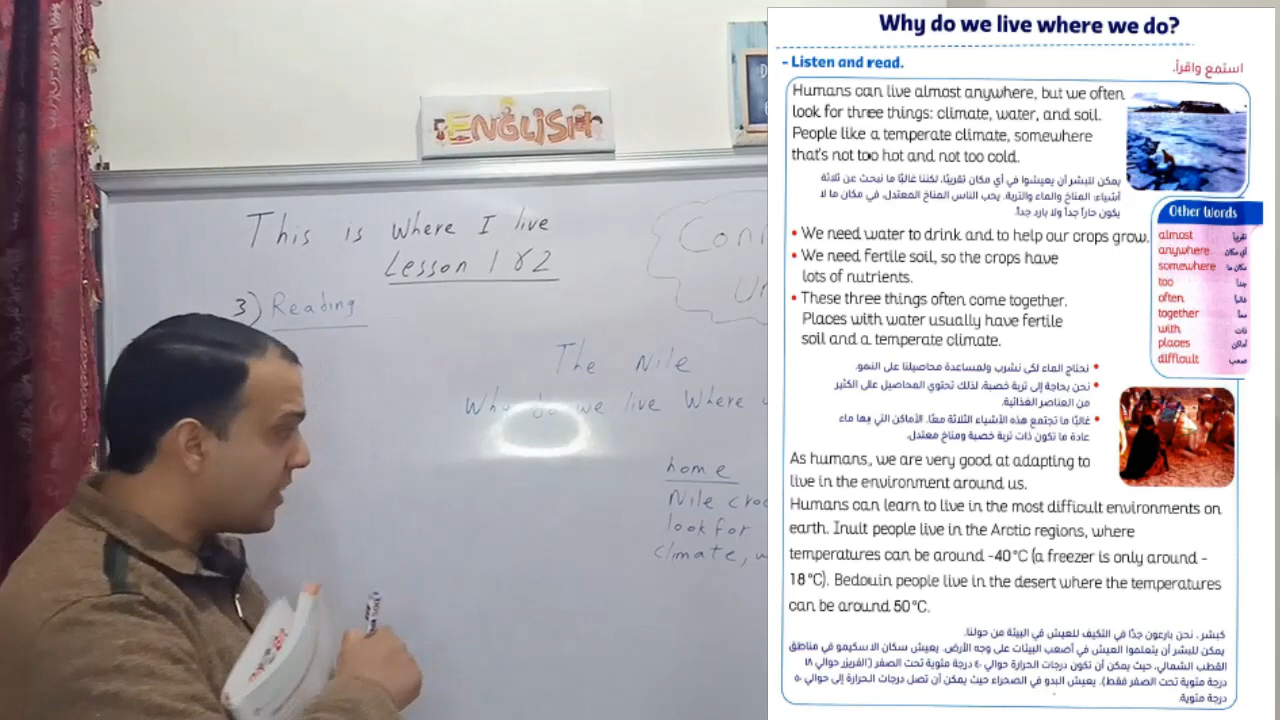 ENGLISH
This is Where I live
Lesson 1 & 2
3) Reading
The Nile
we live Where
home
Nile
look for
climate,
Why do we live where we do?
- Listen and read.
استمع واقرأ.
Humans can live almost anywhere, but we often
look for three things: climate, water, and soil.
People like a temperate climate, somewhere
that's not too hot and not too cold.
يمكن للبشر أن يعيشوا في أي مكان تقريبًا، لكننا غالبًا ما نبحث عن ثلاثة
أشياء: المناخ والماء والتربة. يحب الناس المناخ المعتدل، في مكان ما لا
يكون حارًا جدًا ولا بارد جدًا.
• We need water to drink and to help our crops grow.
• We need fertile soil, so the crops have
lots of nutrients.
• These three things often come together.
Places with water usually have fertile
soil and a temperate climate.
• نحتاج الماء لكى نشرب ولمساعدة محاصيلنا على النمو.
• نحن بحاجة إلى تربة خصبة، لذلك تحتوي المحاصيل على الكثير
من العناصر الغذائية.
• غالبًا ما تجتمع هذه الأشياء الثلاثة معًا. الأماكن التي بها ماء
عادة ما تكون ذات تربة خصبة ومناخ معتدل.
Other Words
almost تقريبًا
anywhere أي مكان
somewhere مكان ما
too جدًا
often غالبًا
together معًا
with ذات
places أماكن
difficult صعب
As humans, we are very good at adapting to
live in the environment around us.
Humans can learn to live in the most difficult environments on
earth. Inuit people live in the Arctic regions, where
temperatures can be around -40°C (a freezer is only around -
18°C). Bedouin people live in the desert where the temperatures
can be around 50°C.
كبشر، نحن بارعون جدًا في التكيف للعيش في البيئة من حولنا.
يمكن للبشر أن يتعلموا العيش في أصعب البيئات على وجه الأرض. يعيش سكان الاسكيمو في مناطق
القطب الشمالي، حيث يمكن أن تكون درجات الحرارة حوالي ٤٠ درجة مئوية تحت الصفر (الفريزر حوالي ١٨
درجة مئوية تحت الصفر فقط). يعيش البدو في الصحراء حيث يمكن أن تصل درجات الحرارة إلى حوالي ٥٠
درجة مئوية.